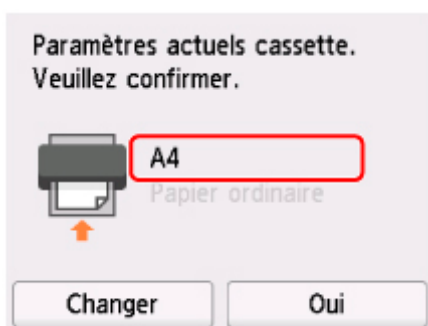 Paramètres actuels cassette.
Veuillez confirmer.
A4
Papier ordinaire
Changer
Oui